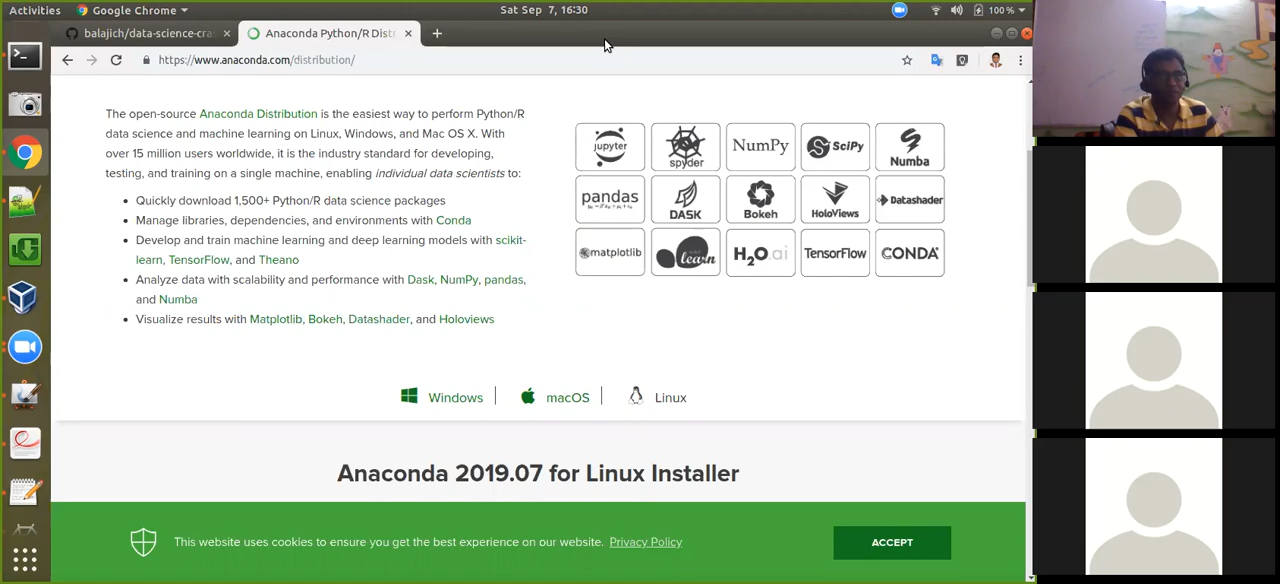 Activities
Google Chrome
Sat Sep 7, 16:30
100 %
balajich/data-science-cra
Anaconda Python/R Distr
https://www.anaconda.com/distribution/
The open-source Anaconda Distribution is the easiest way to perform Python/R
data science and machine learning on Linux, Windows, and Mac OS X. With
over 15 million users worldwide, it is the industry standard for developing,
testing, and training on a single machine, enabling individual data scientists to:
Quickly download 1,500+ Python/R data science packages
Manage libraries, dependencies, and environments with Conda
Develop and train machine learning and deep learning models with scikit-
learn, TensorFlow, and Theano
Analyze data with scalability and performance with Dask, NumPy, pandas,
and Numba
Visualize results with Matplotlib, Bokeh, Datashader, and Holoviews
jupyter
spyder
NumPy
SciPy
Numba
pandas
DASK
Bokeh
HoloViews
Datashader
matplotlib
learn
H2O.ai
TensorFlow
CONDA
Windows
macOS
Linux
Anaconda 2019.07 for Linux Installer
This website uses cookies to ensure you get the best experience on our website. Privacy Policy
ACCEPT